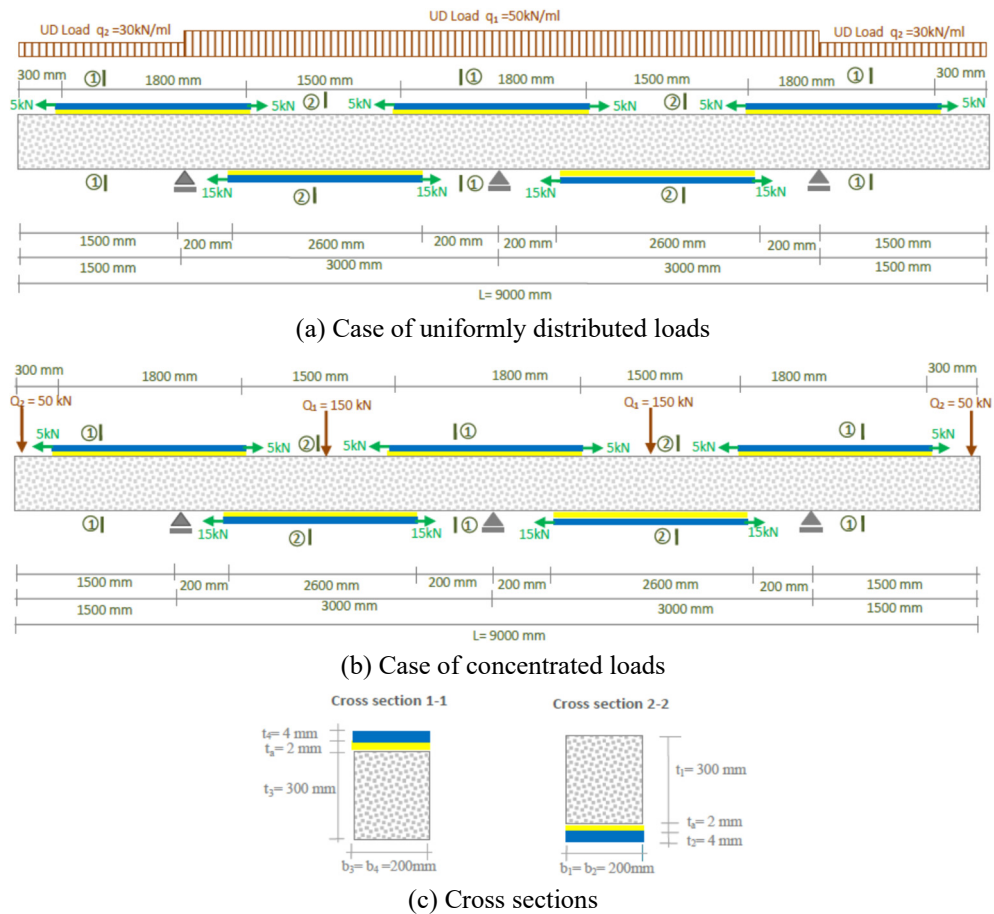 UD Load q₁ =50kN/ml
UD Load q₂ =30kN/ml
UD Load q₂ =30kN/ml
300 mm ① 1800 mm 1500 mm ① 1800 mm 1500 mm 1800 mm ① 300 mm
5kN 5kN ② 5kN 5kN ② 5kN 5kN
① 15kN ② 15kN ① 15kN ② 15kN ①
1500 mm 200 mm 2600 mm 200 mm 200 mm 2600 mm 200 mm 1500 mm
1500 mm 3000 mm 3000 mm 1500 mm
L= 9000 mm
(a) Case of uniformly distributed loads
300 mm 1800 mm 1500 mm 1800 mm 1500 mm 1800 mm 300 mm
Q₂ = 50 kN Q₁ = 150 kN Q₁ = 150 kN Q₂ = 50 kN
5kN ① 5kN ② 5kN ① 5kN ② 5kN ① 5kN
① 15kN ② 15kN ① 15kN ② 15kN ①
1500 mm 200 mm 2600 mm 200 mm 200 mm 2600 mm 200 mm 1500 mm
1500 mm 3000 mm 3000 mm 1500 mm
L= 9000 mm
(b) Case of concentrated loads
Cross section 1-1
t₄= 4 mm
tₐ= 2 mm
t₃= 300 mm
b₃= b₄ =200mm
Cross section 2-2
t₁= 300 mm
tₐ= 2 mm
t₂= 4 mm
b₁= b₂= 200mm
(c) Cross sections